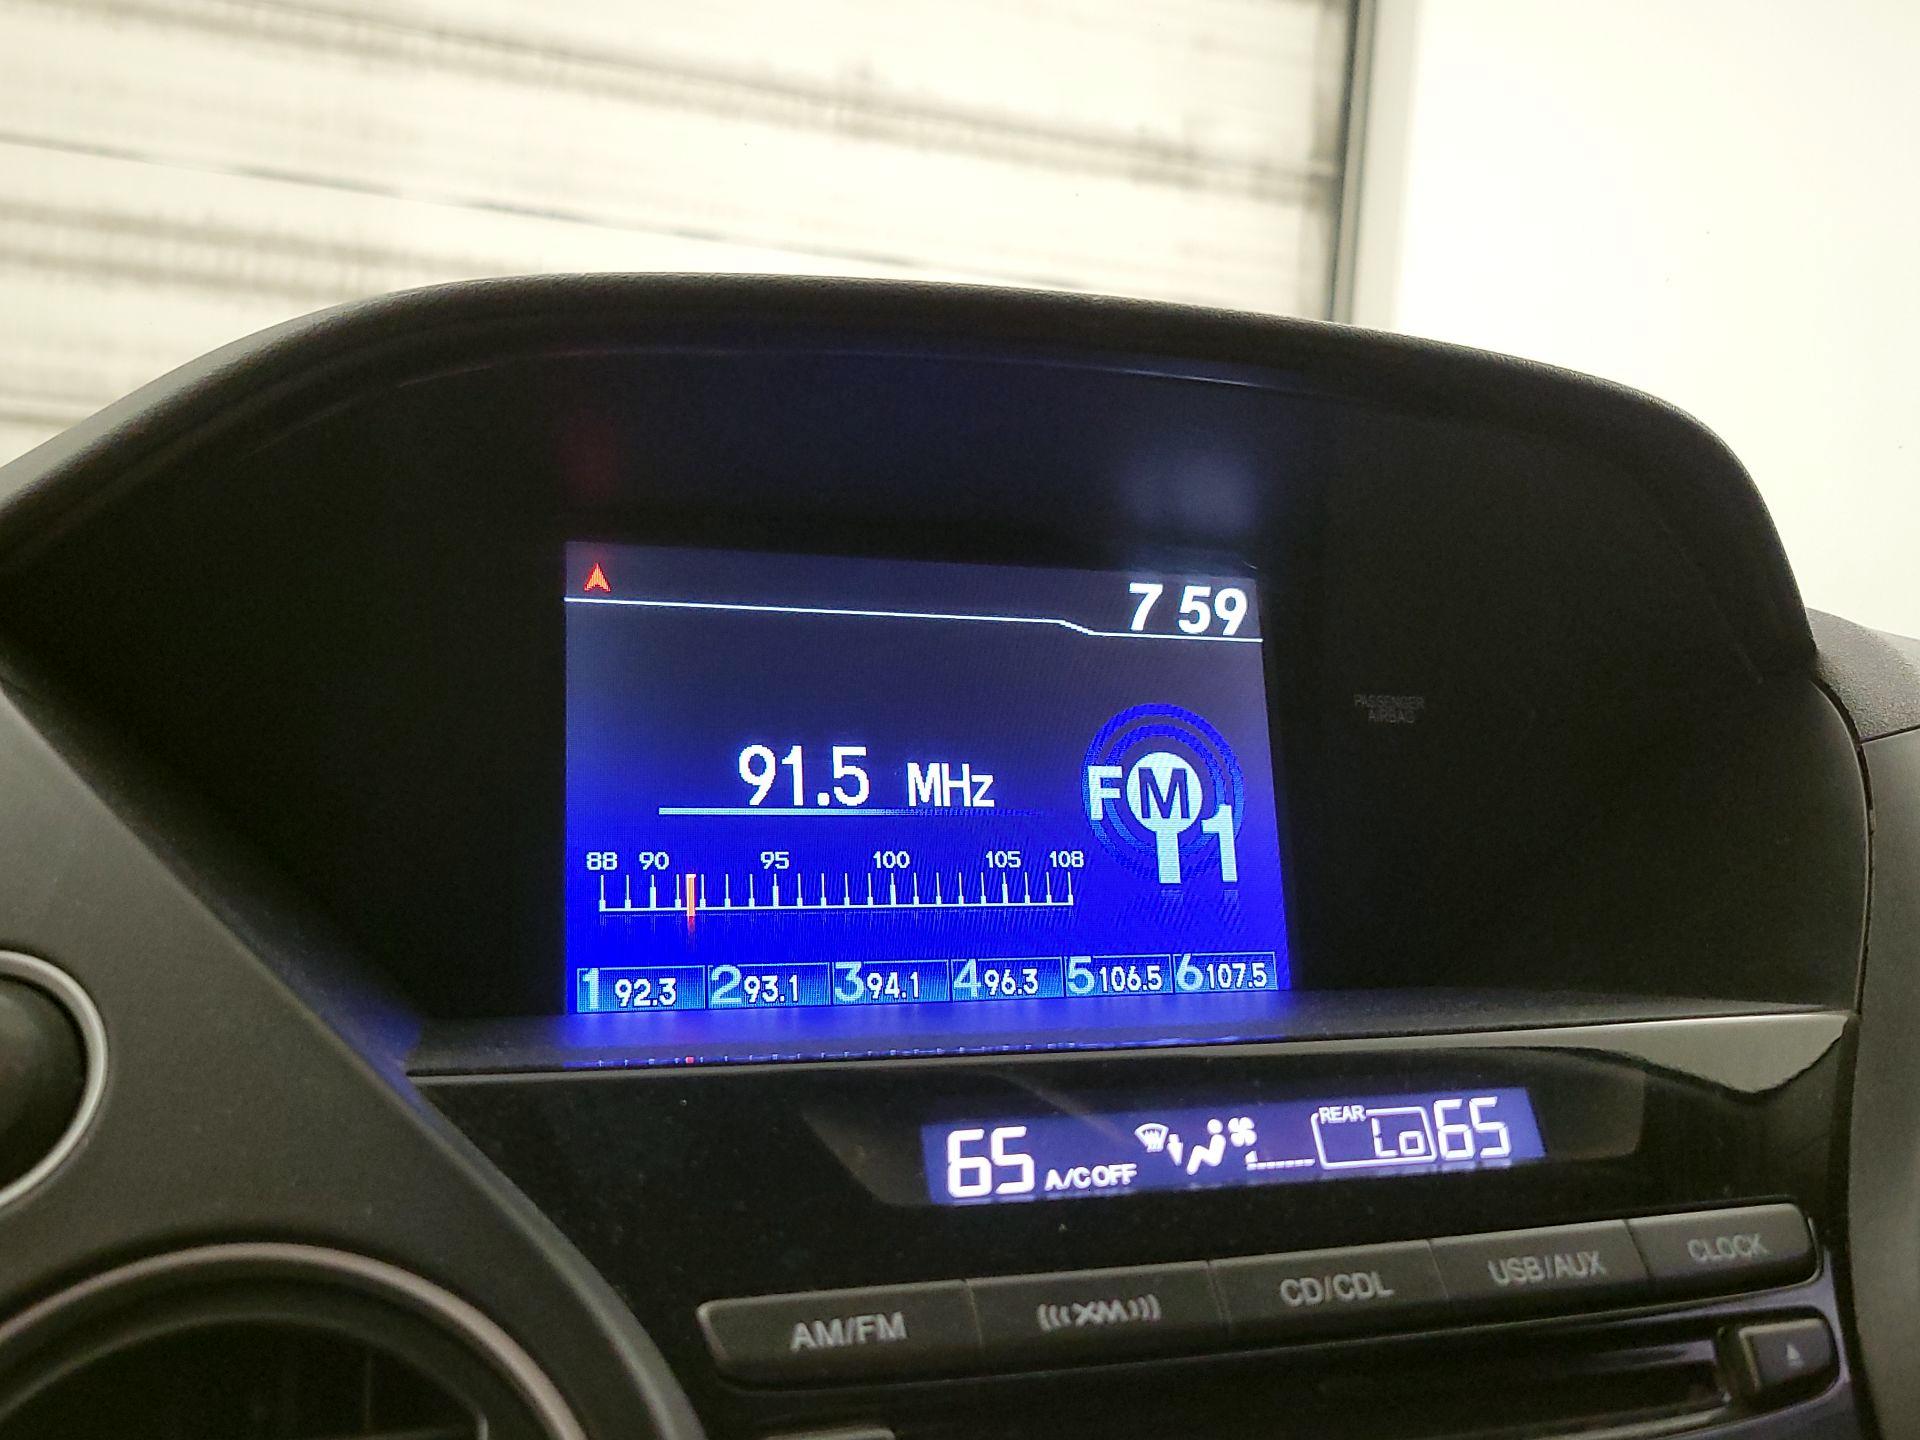 7 59
91.5 MHz
FM1
88 90 95 100 105 108
1 92.3 2 93.1 3 94.1 4 96.3 5 106.5 6 107.5
PASSENGER
AIRBAG
65 A/C OFF REAR Lo 65
AM/FM (((XM))) CD/CDL USB/AUX CLOCK